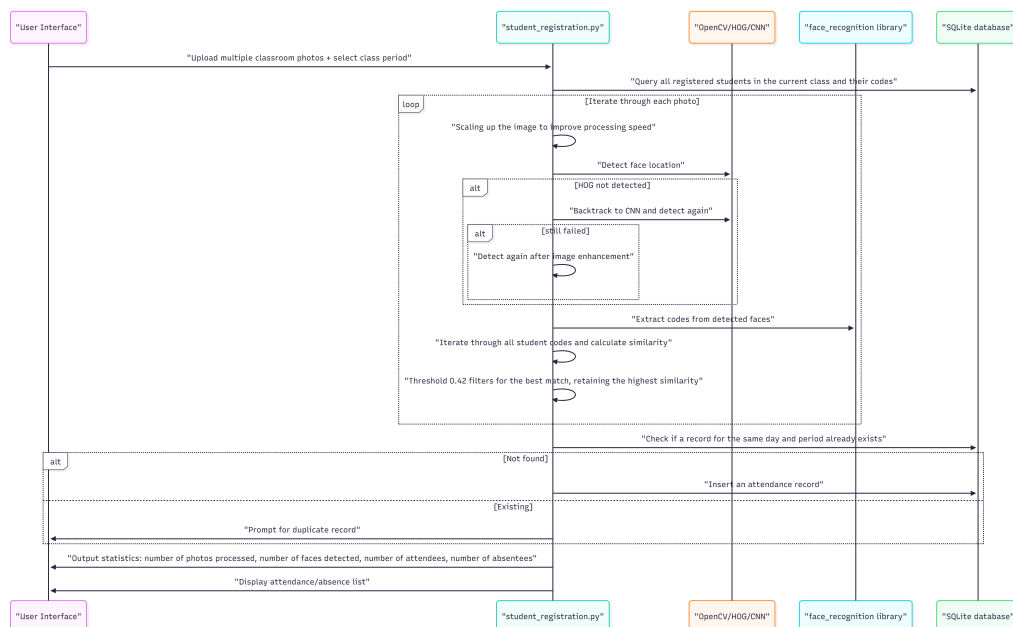 "User Interface"
"student_registration.py"
"OpenCV/HOG/CNN"
"face_recognition library"
"SQLite database"
"Upload multiple classroom photos + select class period"
"Query all registered students in the current class and their codes"
loop
[Iterate through each photo]
"Scaling up the image to improve processing speed"
"Detect face location"
alt
[HOG not detected]
"Backtrack to CNN and detect again"
alt
[still failed]
"Detect again after image enhancement"
"Extract codes from detected faces"
"Iterate through all student codes and calculate similarity"
"Threshold 0.42 filters for the best match, retaining the highest similarity"
"Check if a record for the same day and period already exists"
alt
[Not found]
"Insert an attendance record"
[Existing]
"Prompt for duplicate record"
"Output statistics: number of photos processed, number of faces detected, number of attendees, number of absentees"
"Display attendance/absence list"
"User Interface"
"student_registration.py"
"OpenCV/HOG/CNN"
"face_recognition library"
"SQLite database"